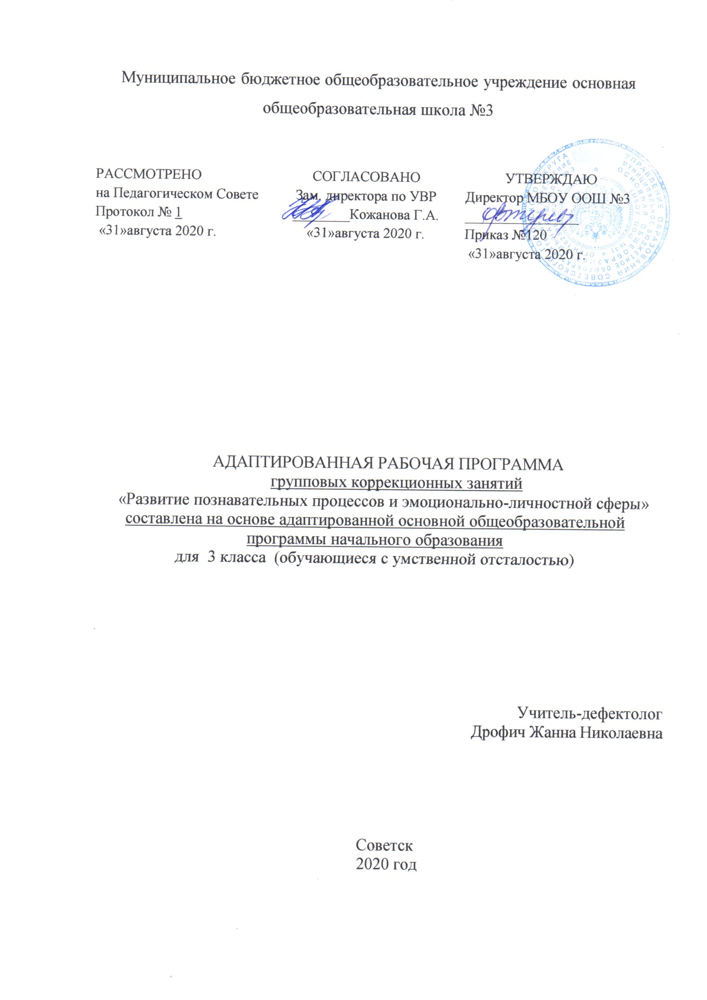 Муниципальное бюджетное общеобразовательное учреждение основная
общеобразовательная школа №3
РАССМОТРЕНО
на Педагогическом Совете
Протокол № 1
«31»августа 2020 г.
СОГЛАСОВАНО
Зам. директора по УВР
_________Кожанова Г.А.
«31»августа 2020 г.
УТВЕРЖДАЮ
Директор МБОУ ООШ №3
Приказ №120
«31»августа 2020 г.
АДАПТИРОВАННАЯ РАБОЧАЯ ПРОГРАММА
групповых коррекционных занятий
«Развитие познавательных процессов и эмоционально-личностной сферы»
составлена на основе адаптированной основной общеобразовательной
программы начального образования
для 3 класса (обучающиеся с умственной отсталостью)
Учитель-дефектолог
Дрофич Жанна Николаевна
Советск
2020 год